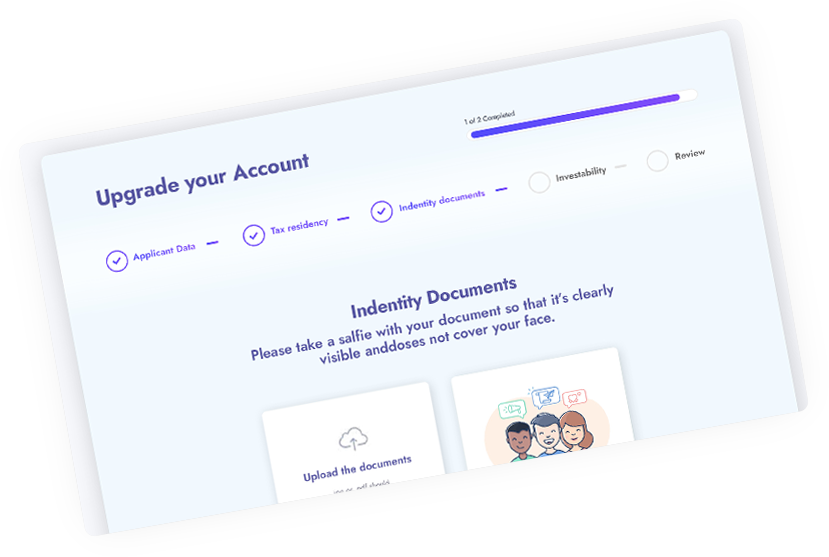 1 of 2 Completed
Upgrade your Account
Applicant Data
Tax residency
Indentity documents
Investability
Review
Indentity Documents
Please take a salfie with your document so that it's clearly
visible anddoses not cover your face.
Upload the documents